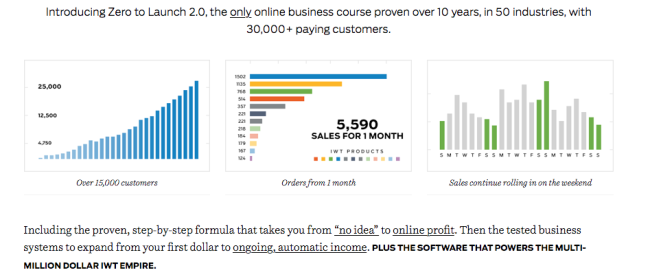 Introducing Zero to Launch 2.0, the only online business course proven over 10 years, in 50 industries, with
30,000+ paying customers.
25,000
12,500
4,750
Over 15,000 customers
1502
1135
768
514
357
221
221
218
184
179
167
124
5,590
SALES FOR 1 MONTH
IWT PRODUCTS
Orders from 1 month
S M T W T F S S M T W T F S S M T W T F S S
Sales continue rolling in on the weekend
Including the proven, step-by-step formula that takes you from “no idea” to online profit. Then the tested business
systems to expand from your first dollar to ongoing, automatic income. PLUS THE SOFTWARE THAT POWERS THE MULTI-
MILLION DOLLAR IWT EMPIRE.